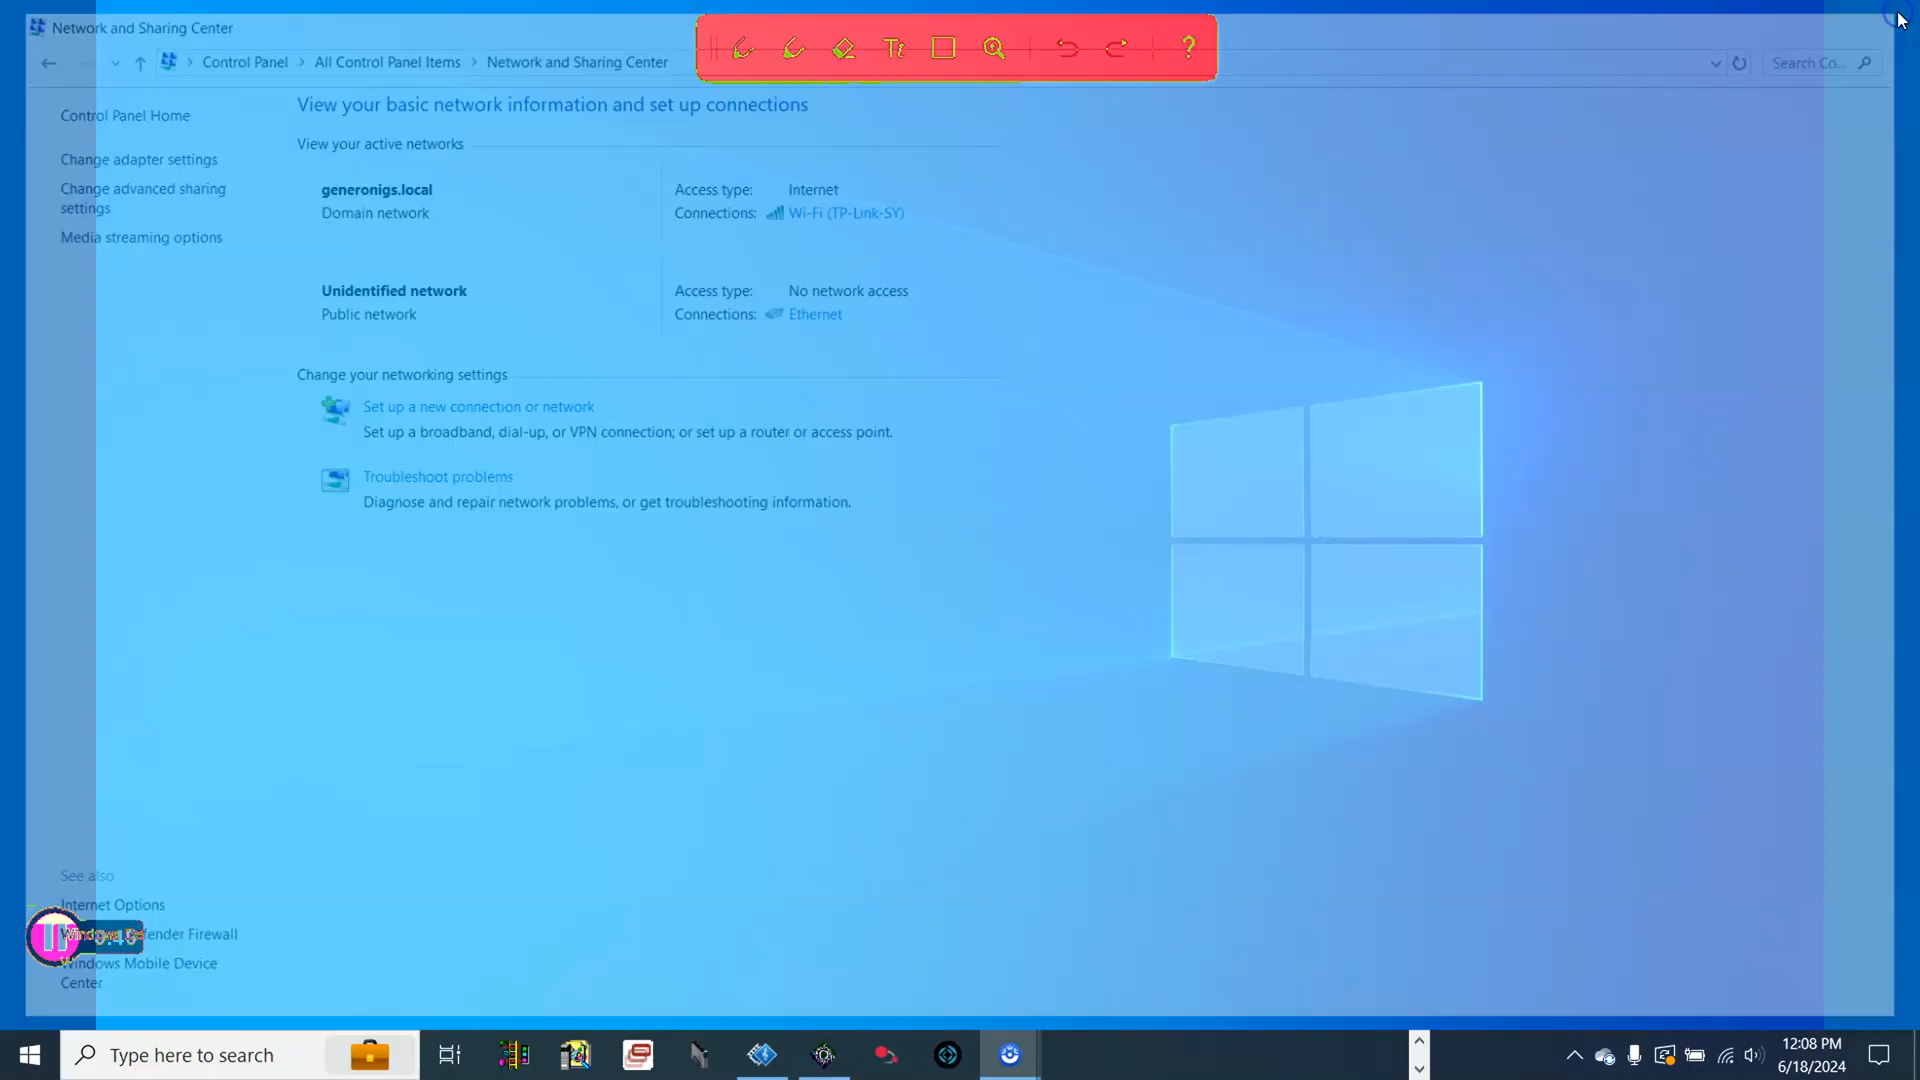 Network and Sharing Center
Control Panel > All Control Panel Items > Network and Sharing Center
Search Co...
Tt
?
Control Panel Home
Change adapter settings
Change advanced sharing
settings
Media streaming options
View your basic network information and set up connections
View your active networks
generonigs.local
Domain network
Access type: Internet
Connections: Wi-Fi (TP-Link-SY)
Unidentified network
Public network
Access type: No network access
Connections: Ethernet
Change your networking settings
Set up a new connection or network
Set up a broadband, dial-up, or VPN connection; or set up a router or access point.
Troubleshoot problems
Diagnose and repair network problems, or get troubleshooting information.
See also
Internet Options
Windows Defender Firewall
Windows Mobile Device
Center
Type here to search
12:08 PM
6/18/2024